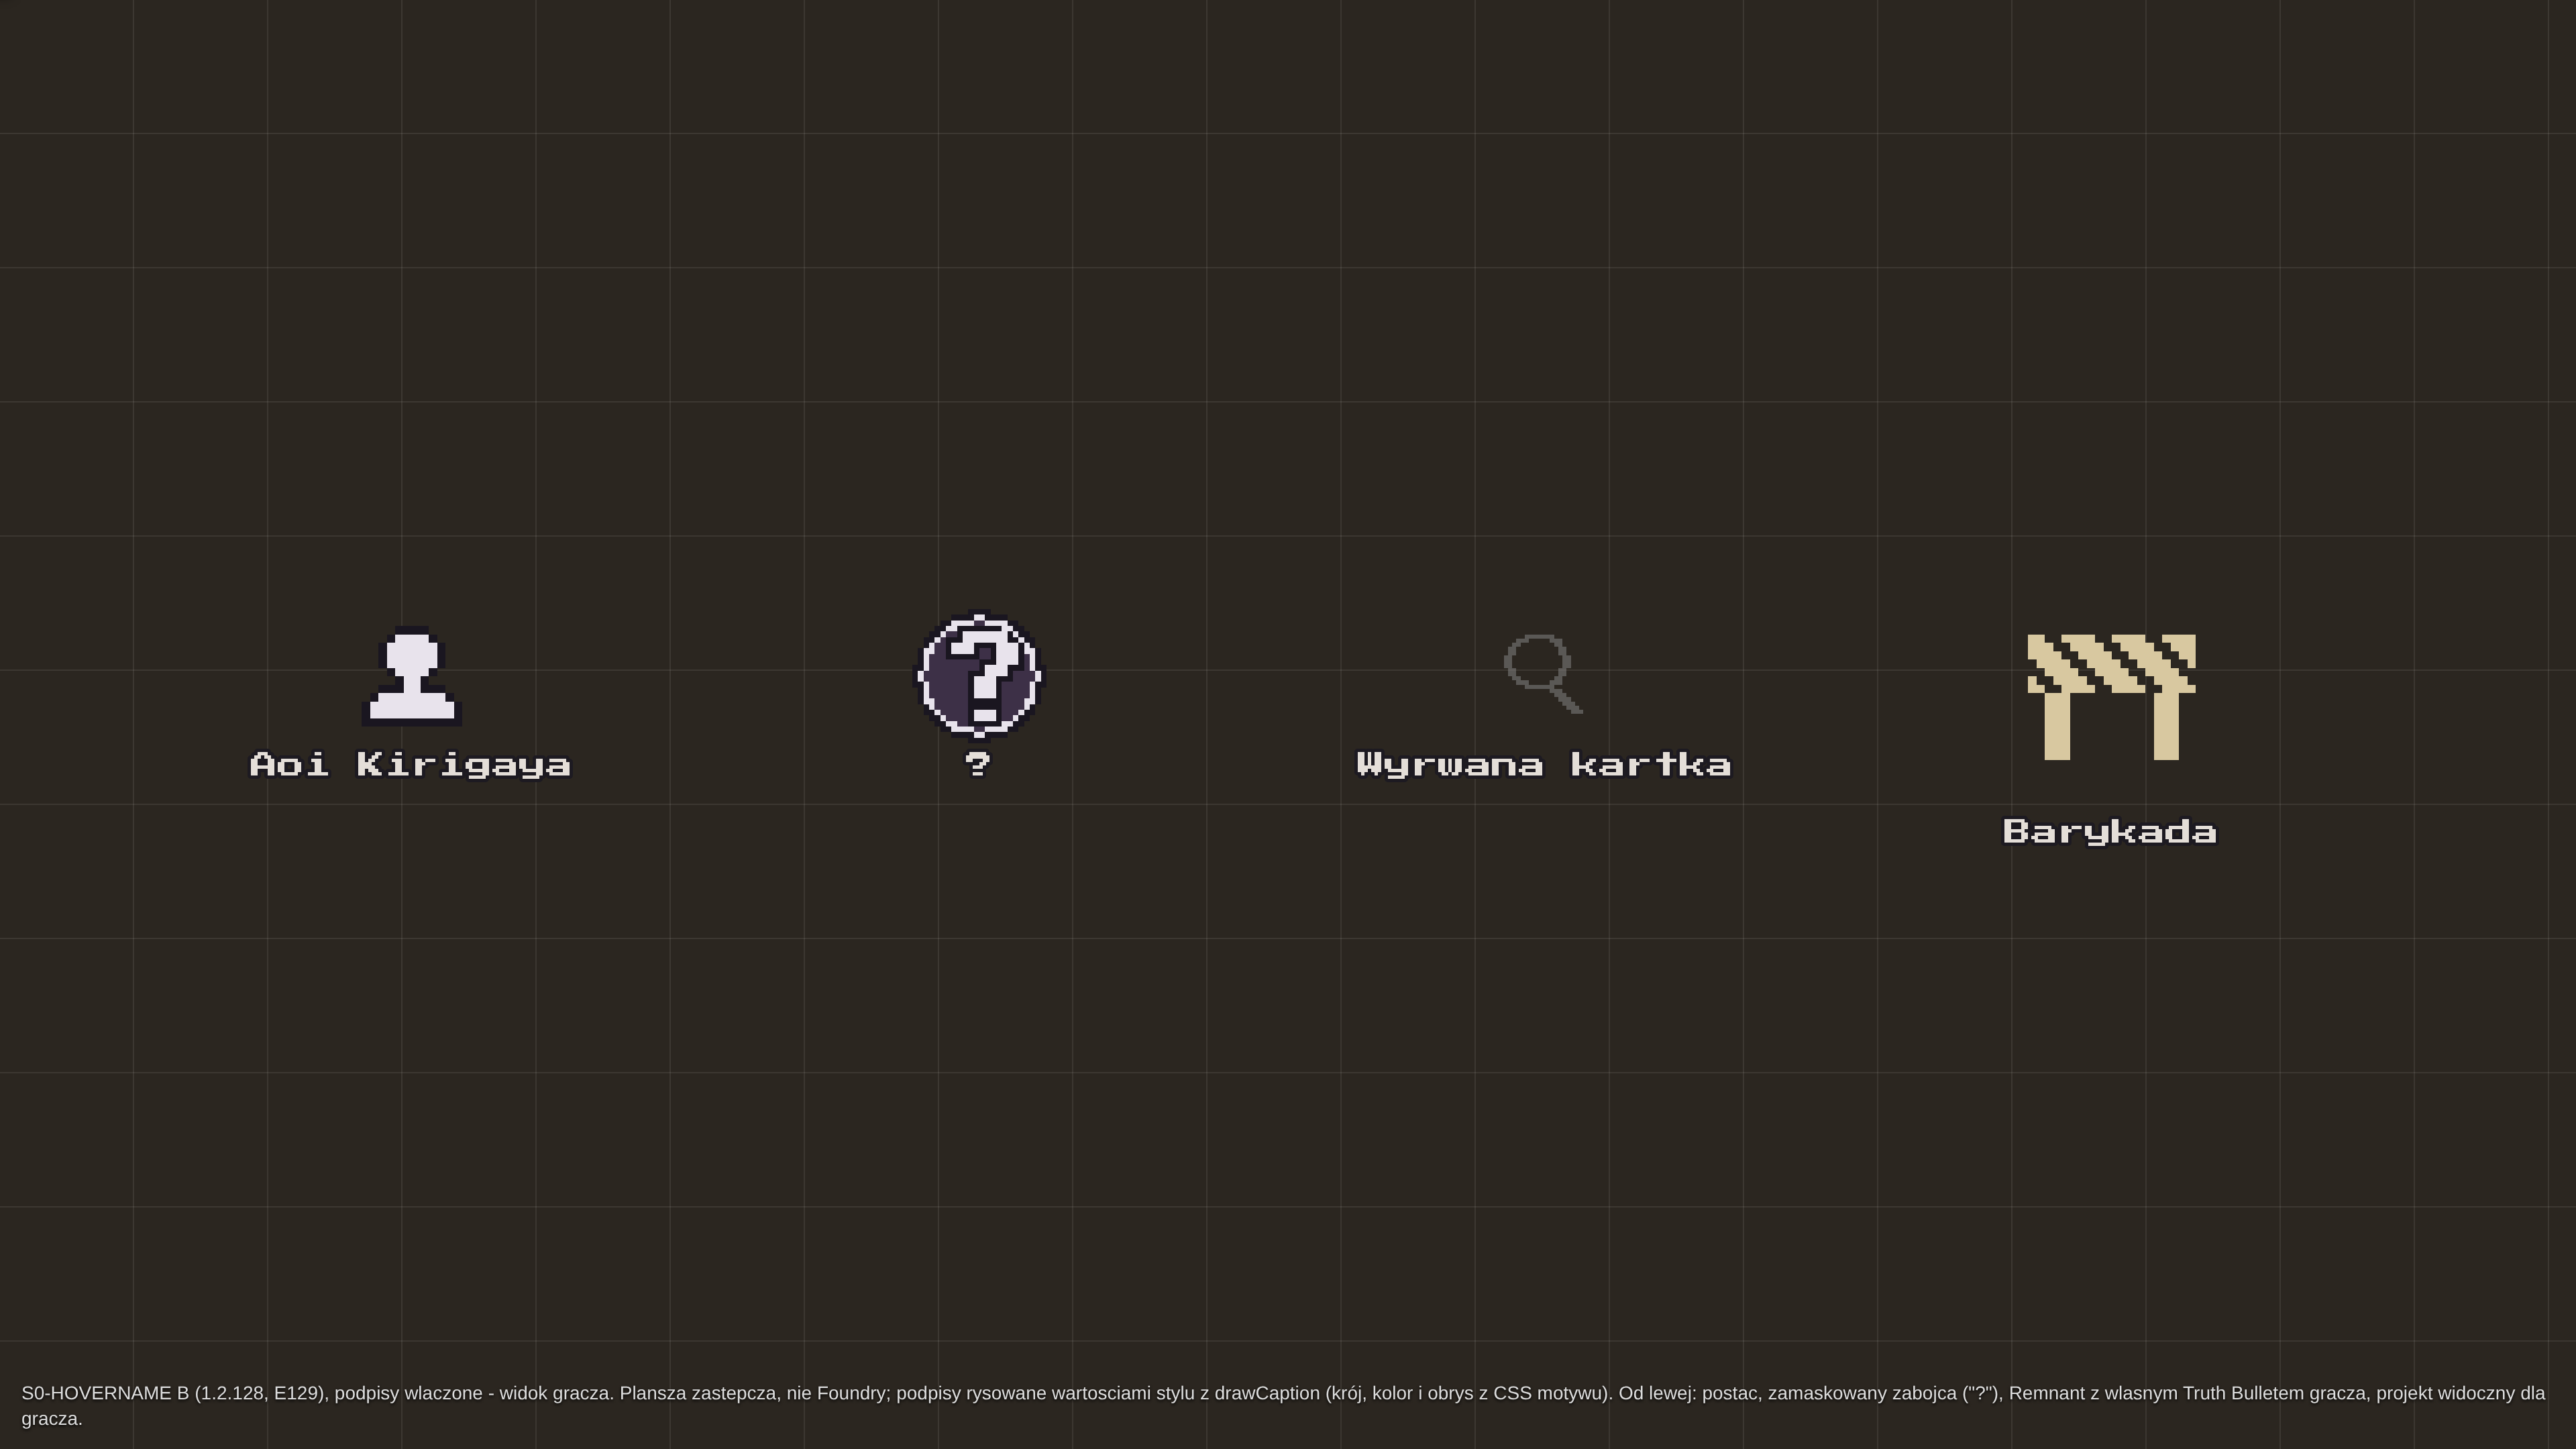 ?
Aoi Kirigaya
?
Wyrwana kartka
Barykada
S0-HOVERNAME B (1.2.128, E129), podpisy wlaczone - widok gracza. Plansza zastepcza, nie Foundry; podpisy rysowane wartosciami stylu z drawCaption (krój, kolor i obrys z CSS motywu). Od lewej: postac, zamaskowany zabojca ("?"), Remnant z wlasnym Truth Bulletem gracza, projekt widoczny dla
gracza.